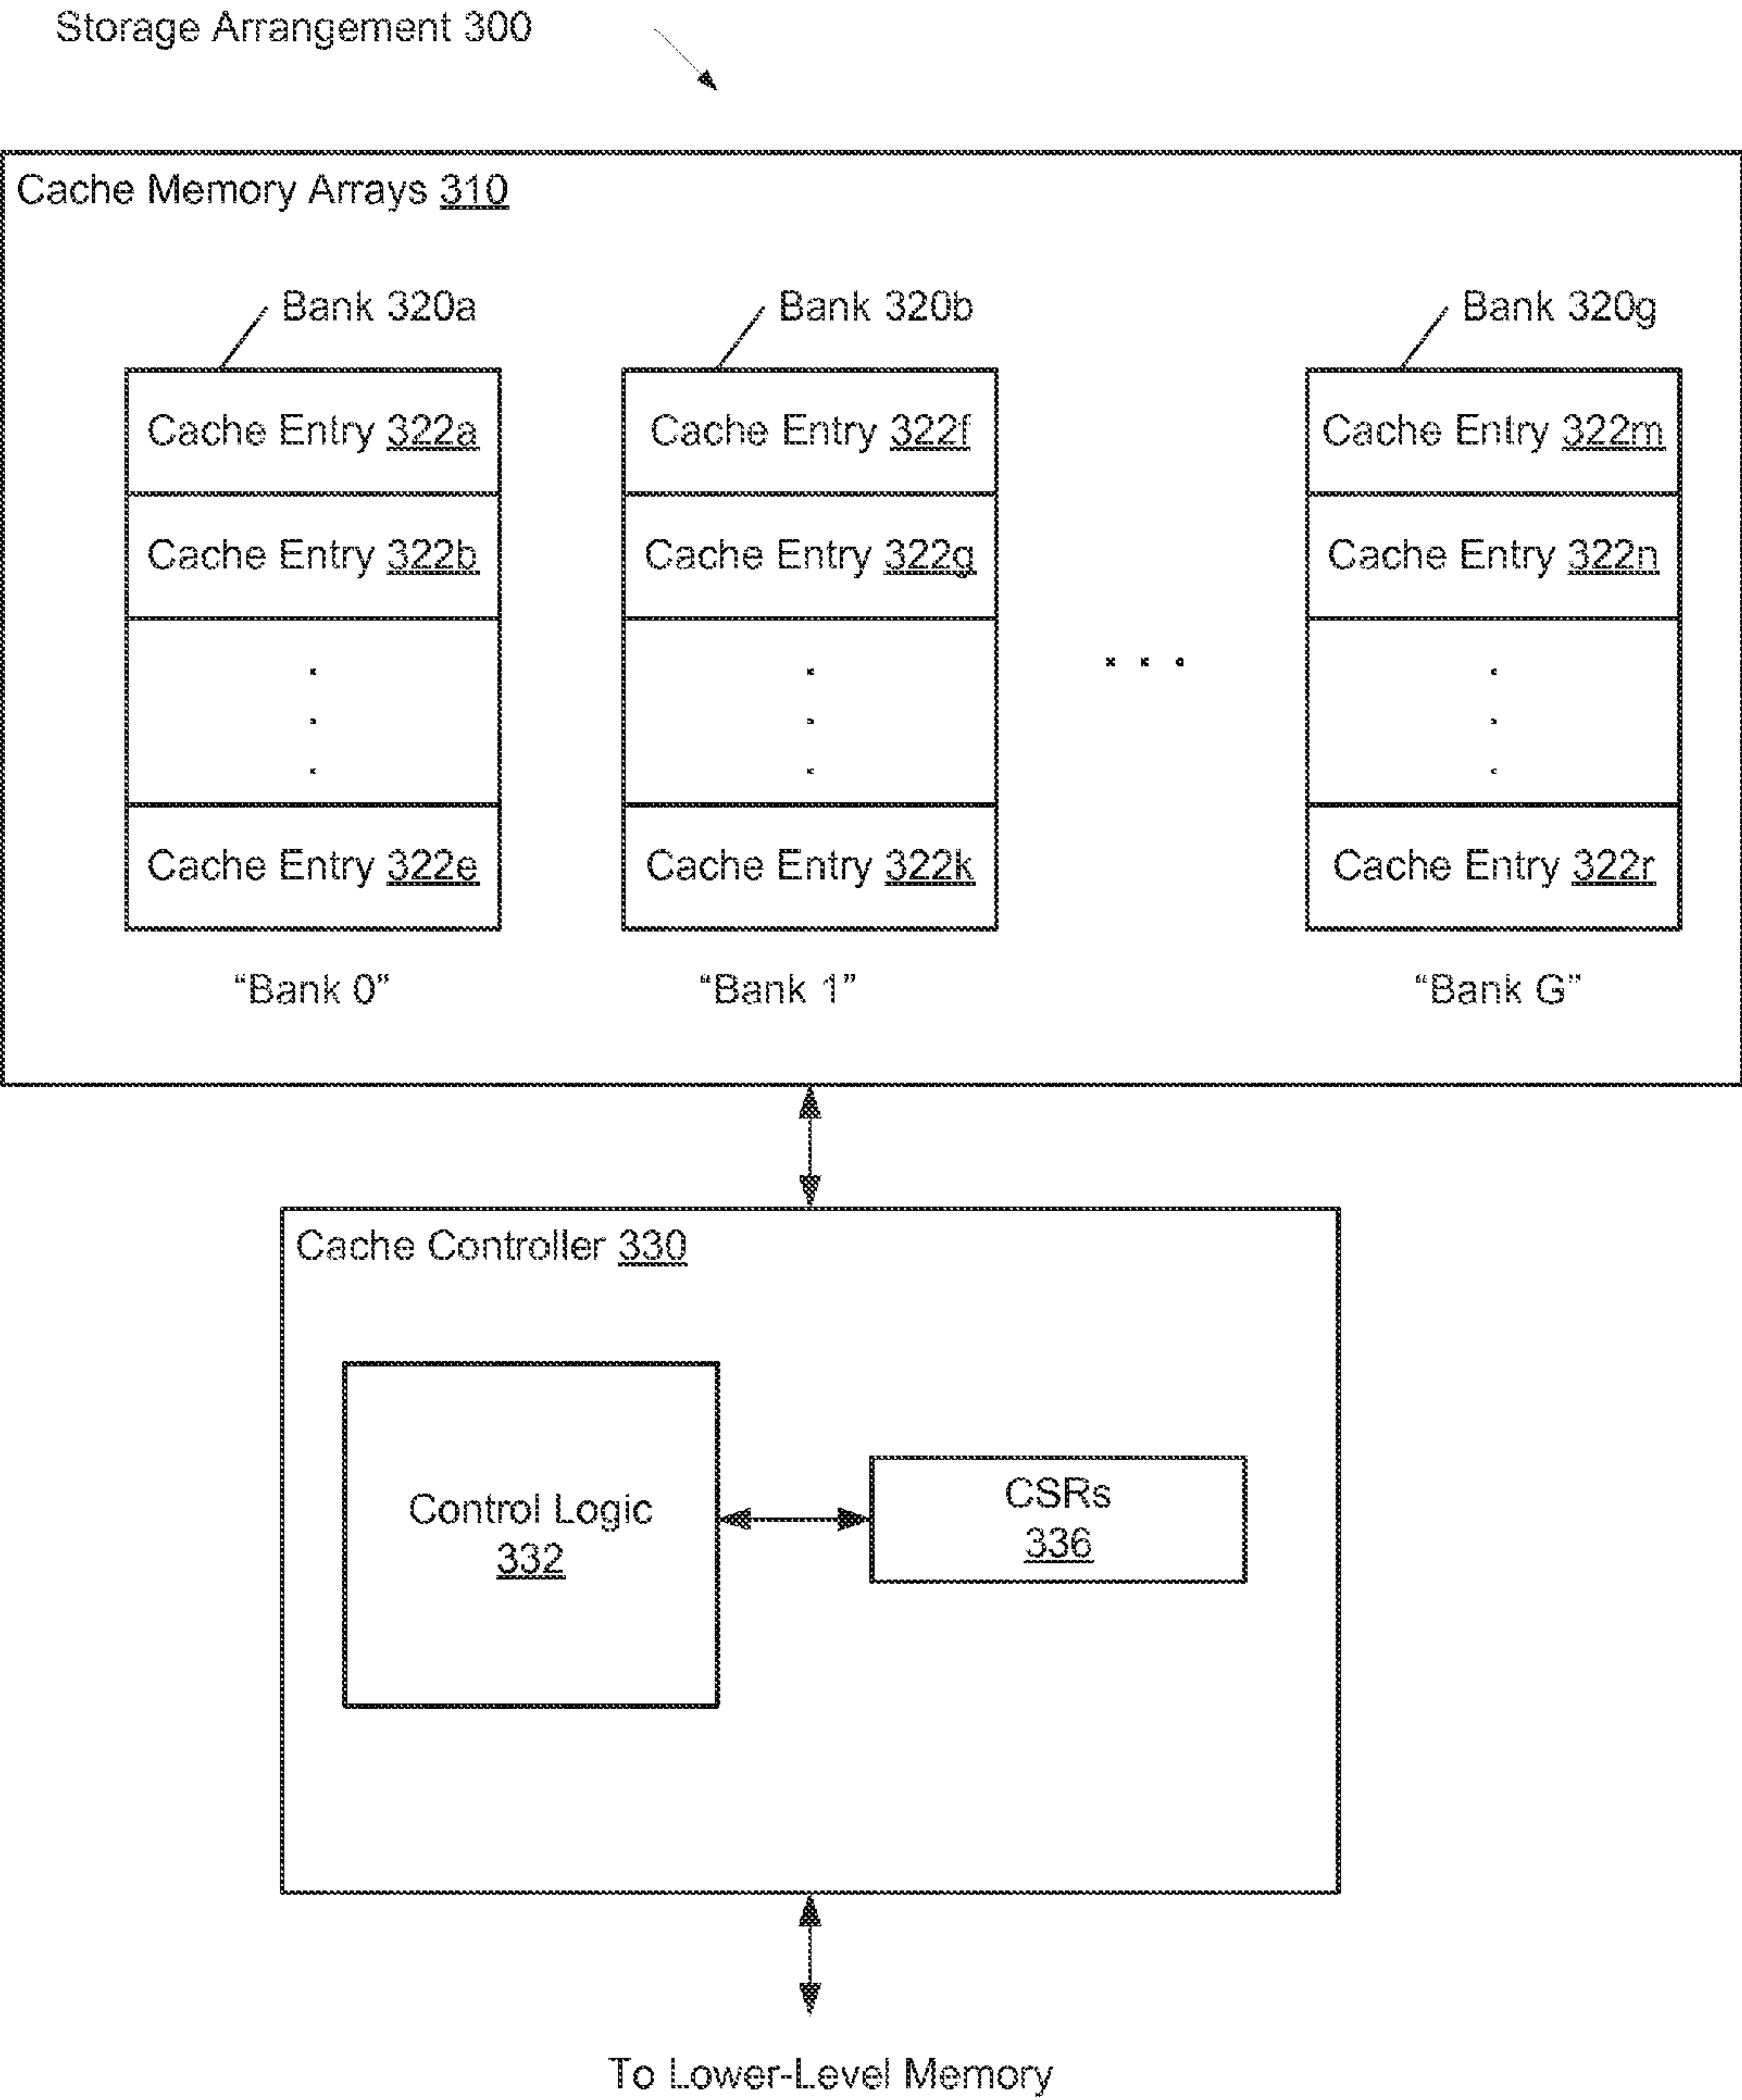 Storage Arrangement 300
Cache Memory Arrays 310
Bank 320a
Bank 320b
Bank 320g
Cache Entry 322a
Cache Entry 322f
Cache Entry 322m
Cache Entry 322b
Cache Entry 322g
Cache Entry 322n
. . .
Cache Entry 322e
Cache Entry 322k
Cache Entry 322r
“Bank 0”
“Bank 1”
“Bank G”
Cache Controller 330
Control Logic
332
CSRs
336
To Lower-Level Memory